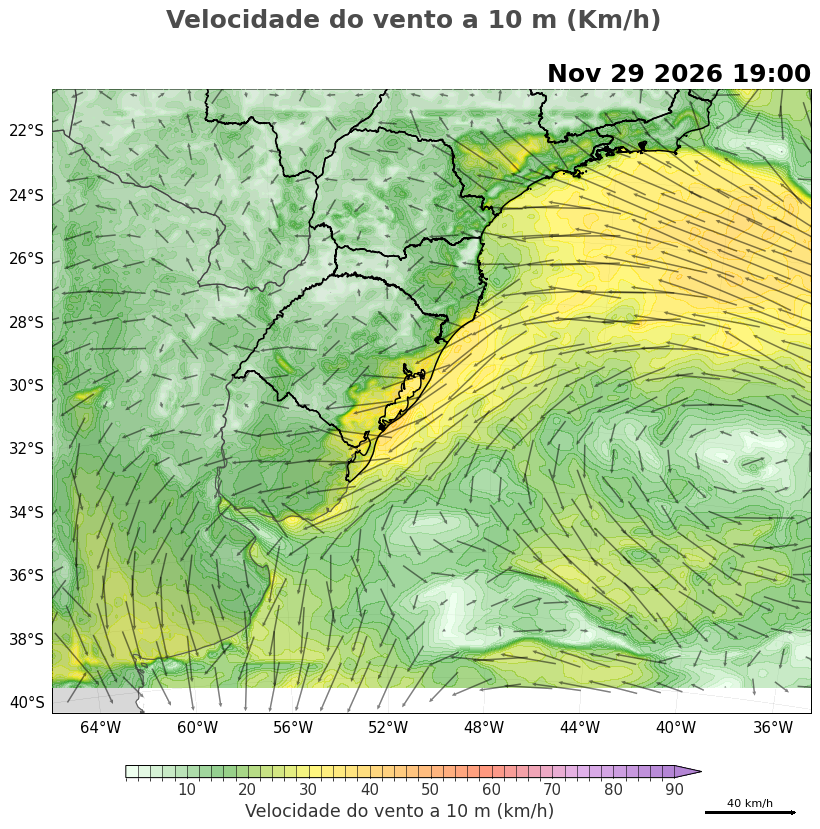 Velocidade do vento a 10 m (Km/h)
Nov 29 2026 19:00
22°S
24°S
26°S
28°S
30°S
32°S
34°S
36°S
38°S
40°S
64°W 60°W 56°W 52°W 48°W 44°W 40°W 36°W
10 20 30 40 50 60 70 80 90
Velocidade do vento a 10 m (km/h)
40 km/h